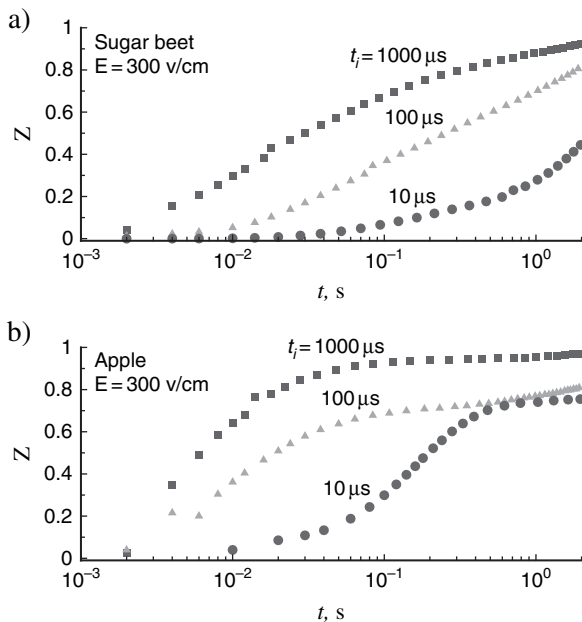 a)
Sugar beet
E = 300 v/cm
t_i = 1000 μs
100 μs
10 μs
Z
1
0.8
0.6
0.4
0.2
0
10⁻³
10⁻²
10⁻¹
10⁰
t, s
b)
Apple
E = 300 v/cm
t_i = 1000 μs
100 μs
10 μs
Z
1
0.8
0.6
0.4
0.2
0
10⁻³
10⁻²
10⁻¹
10⁰
t, s